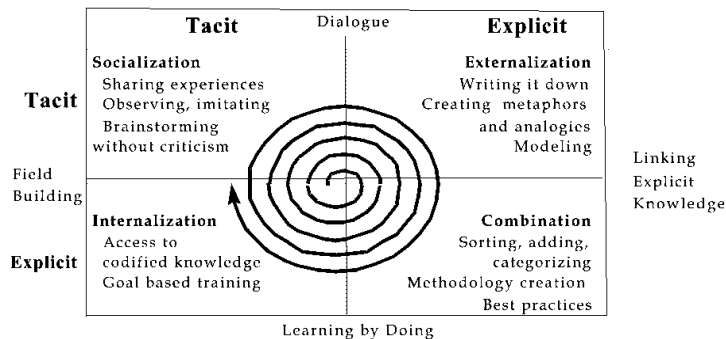 Tacit
Dialogue
Explicit
Tacit
Socialization
Sharing experiences
Observing, imitating
Brainstorming
without criticism
Externalization
Writing it down
Creating metaphors
and analogies
Modeling
Field
Building
Linking
Explicit
Knowledge
Explicit
Internalization
Access to
codified knowledge
Goal based training
Combination
Sorting, adding,
categorizing
Methodology creation
Best practices
Learning by Doing